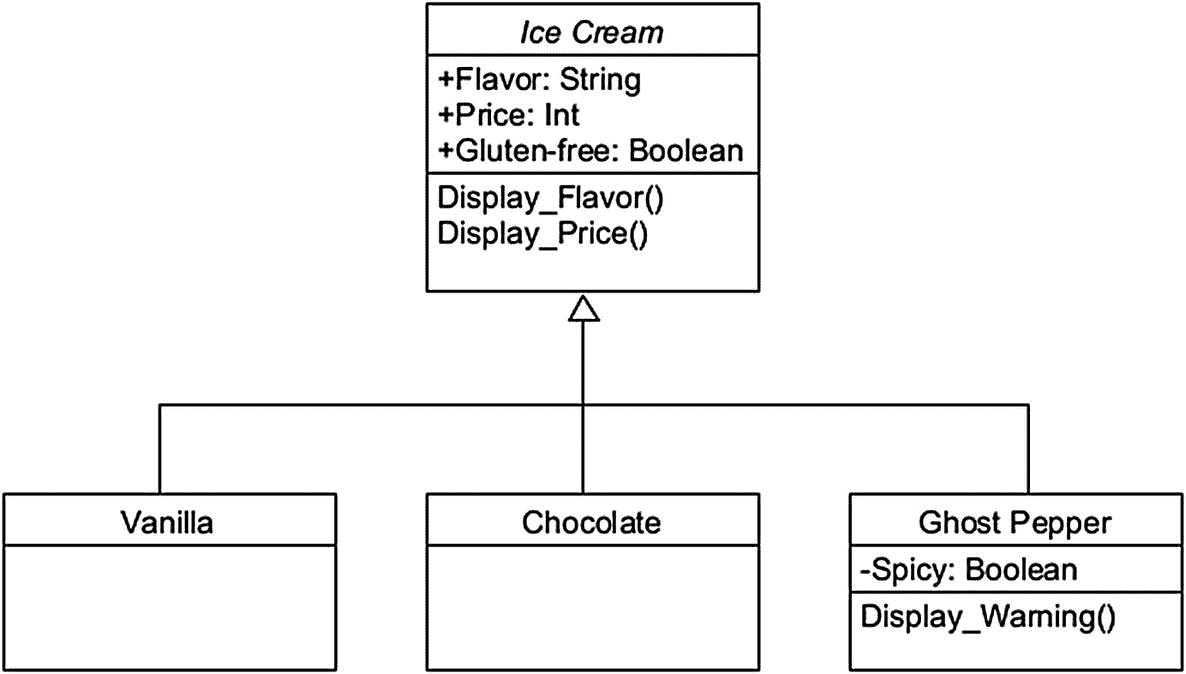 Ice Cream
+Flavor: String
+Price: Int
+Gluten-free: Boolean
Display_Flavor()
Display_Price()
Vanilla
Chocolate
Ghost Pepper
-Spicy: Boolean
Display_Warning()